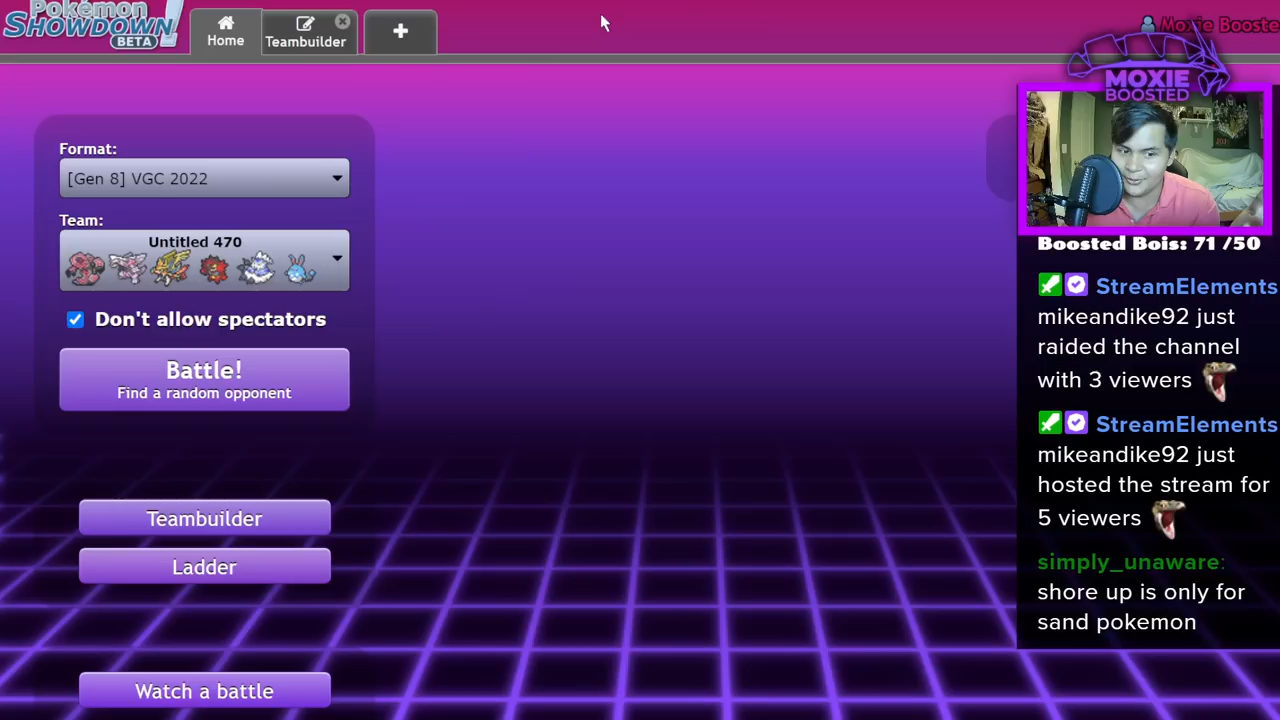 Pokémon
SHOWDOWN!
BETA
Home
Teambuilder
Moxie Booste
MOXIE
BOOSTED
Format:
[Gen 8] VGC 2022
Team:
Untitled 470
Don't allow spectators
Battle!
Find a random opponent
Teambuilder
Ladder
Watch a battle
Boosted Bois: 71 /50
StreamElements
mikeandike92 just
raided the channel
with 3 viewers
StreamElements
mikeandike92 just
hosted the stream for
5 viewers
simply_unaware:
shore up is only for
sand pokemon